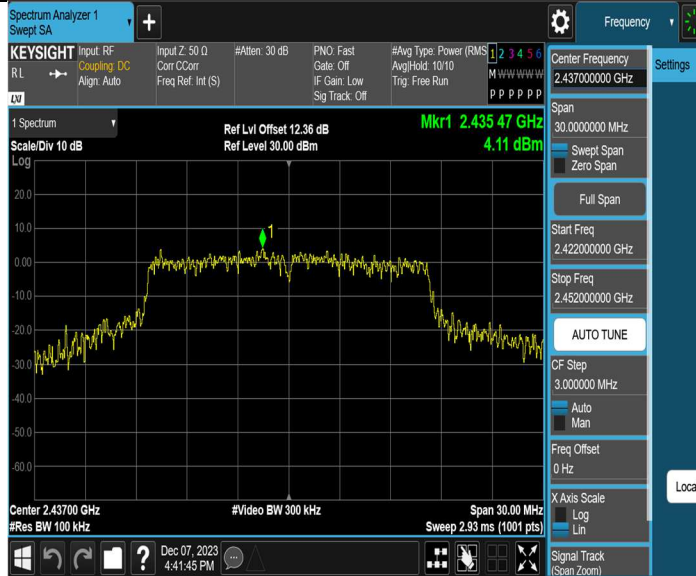 Spectrum Analyzer 1
Swept SA
Frequency
KEYSIGHT
RL
LXI
Input: RF
Coupling: DC
Align: Auto
Input Z: 50 Ω
Corr CCorr
Freq Ref: Int (S)
#Atten: 30 dB
PNO: Fast
Gate: Off
IF Gain: Low
Sig Track: Off
#Avg Type: Power (RMS
Avg|Hold: 10/10
Trig: Free Run
1 2 3 4 5 6
M W W W W W
P P P P P P
1 Spectrum
Scale/Div 10 dB
Log
Ref Lvl Offset 12.36 dB
Ref Level 30.00 dBm
Mkr1 2.435 47 GHz
4.11 dBm
20.0
10.0
0.00
-10.0
-20.0
-30.0
-40.0
-50.0
-60.0
1
Center 2.43700 GHz
#Res BW 100 kHz
#Video BW 300 kHz
Span 30.00 MHz
Sweep 2.93 ms (1001 pts)
Dec 07, 2023
4:41:45 PM
Center Frequency
2.437000000 GHz
Span
30.0000000 MHz
Swept Span
Zero Span
Full Span
Start Freq
2.422000000 GHz
Stop Freq
2.452000000 GHz
AUTO TUNE
CF Step
3.000000 MHz
Auto
Man
Freq Offset
0 Hz
X Axis Scale
Log
Lin
Signal Track
(Span Zoom)
Settings
Loca